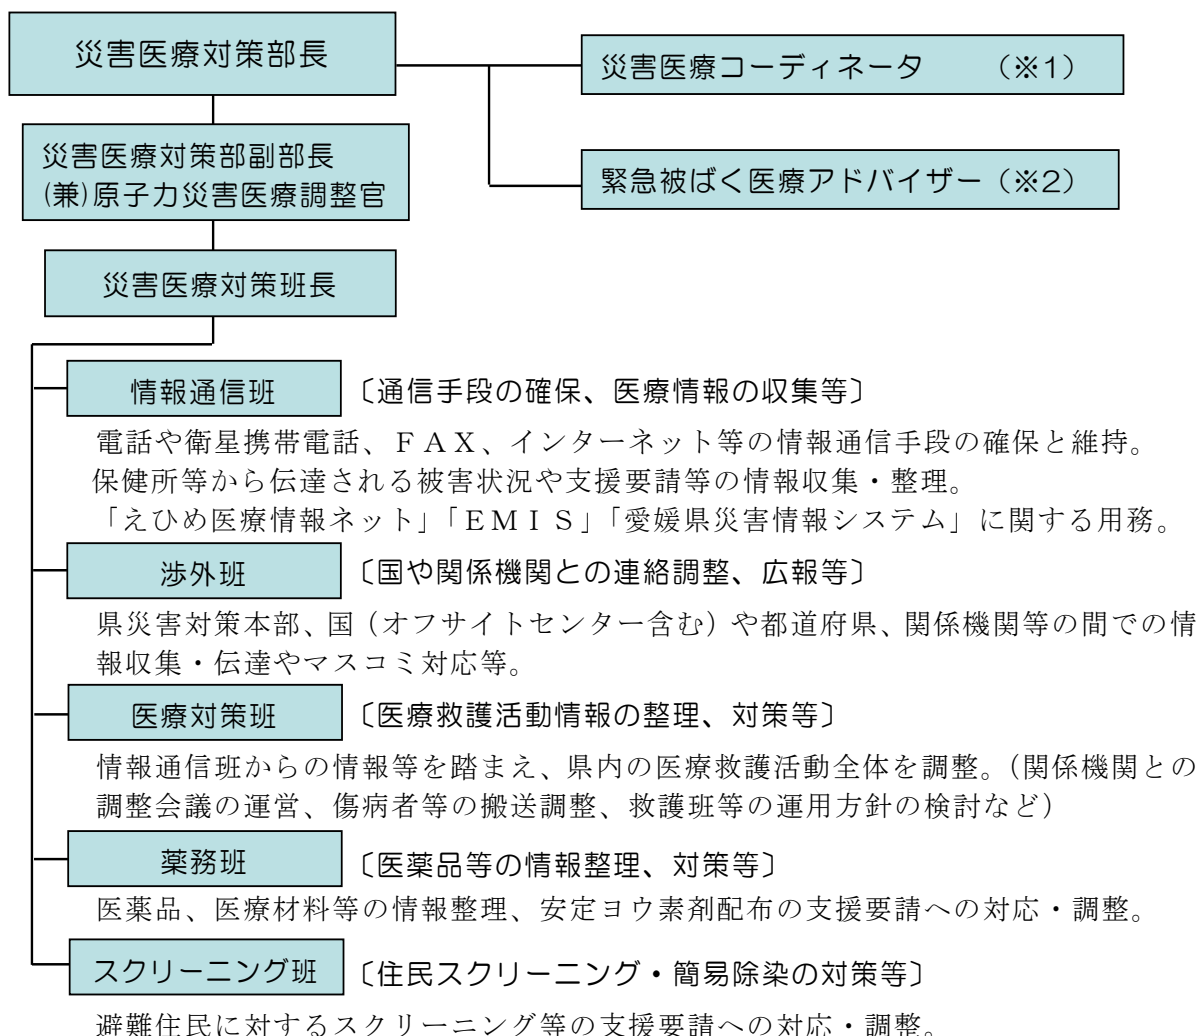 災害医療対策部長
災害医療コーディネータ　　（※1）
災害医療対策部副部長
(兼)原子力災害医療調整官
緊急被ばく医療アドバイザー（※2）
災害医療対策班長
情報通信班　〔通信手段の確保、医療情報の収集等〕
電話や衛星携帯電話、ＦＡＸ、インターネット等の情報通信手段の確保と維持。
保健所等から伝達される被害状況や支援要請等の情報収集・整理。
「えひめ医療情報ネット」「ＥＭＩＳ」「愛媛県災害情報システム」に関する用務。
渉外班　〔国や関係機関との連絡調整、広報等〕
県災害対策本部、国（オフサイトセンター含む）や都道府県、関係機関等の間での情
報収集・伝達やマスコミ対応等。
医療対策班　〔医療救護活動情報の整理、対策等〕
情報通信班からの情報等を踏まえ、県内の医療救護活動全体を調整。（関係機関との
調整会議の運営、傷病者等の搬送調整、救護班等の運用方針の検討など）
薬務班　〔医薬品等の情報整理、対策等〕
医薬品、医療材料等の情報整理、安定ヨウ素剤配布の支援要請への対応・調整。
スクリーニング班　〔住民スクリーニング・簡易除染の対策等〕
避難住民に対するスクリーニング等の支援要請への対応・調整。